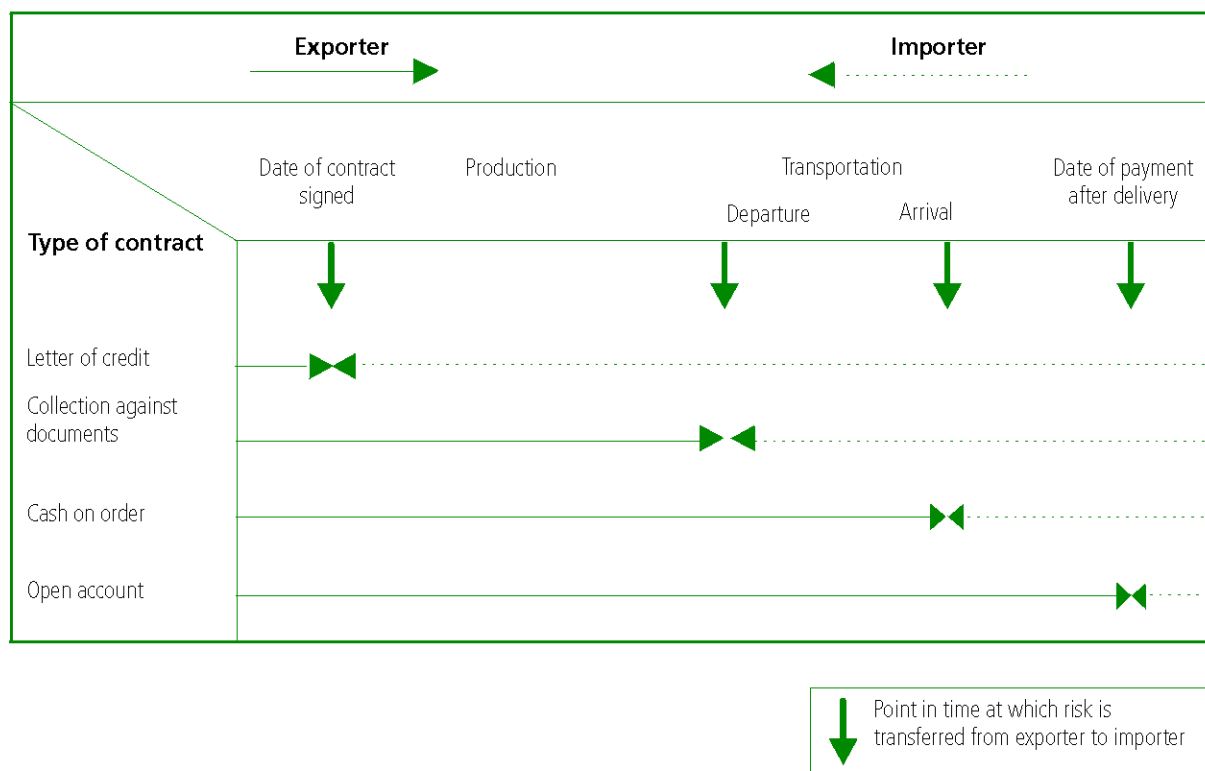 Exporter
Importer
Date of contract
signed
Production
Transportation
Date of payment
after delivery
Departure
Arrival
Type of contract
Letter of credit
Collection against
documents
Cash on order
Open account
Point in time at which risk is
transferred from exporter to importer